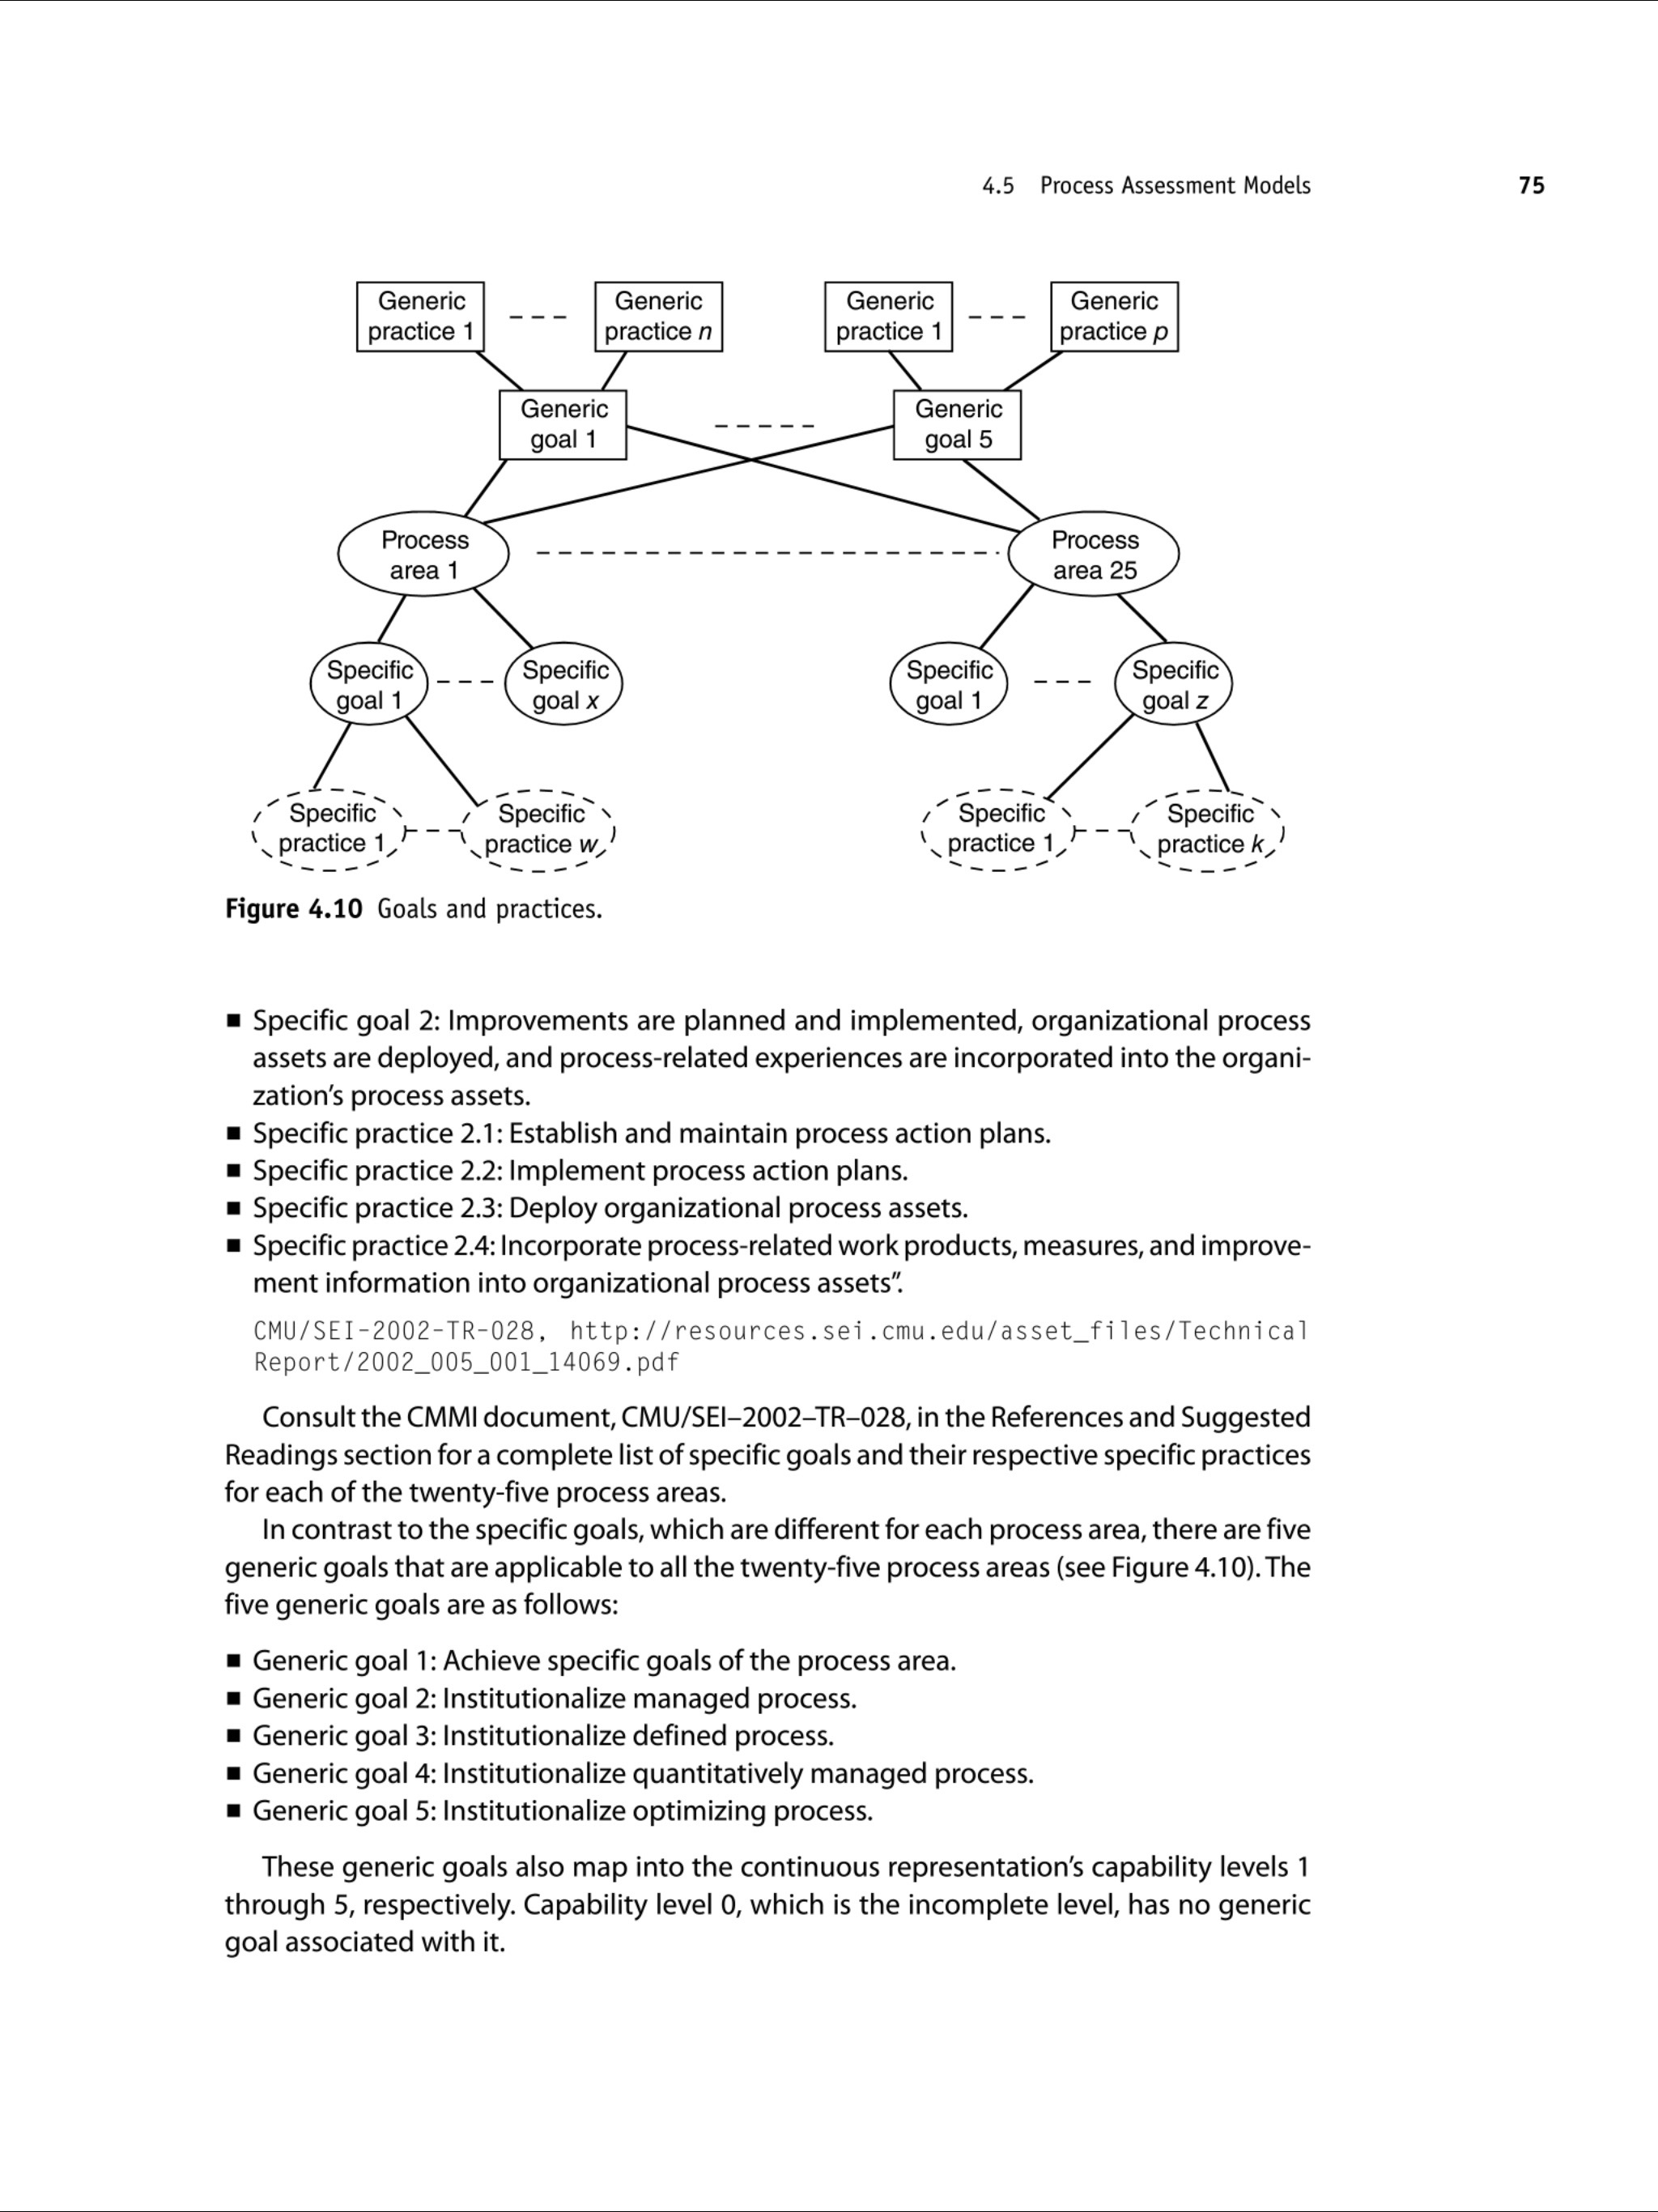 4.5 Process Assessment Models 75
Generic
practice 1
Generic
practice n
Generic
practice 1
Generic
practice p
Generic
goal 1
Generic
goal 5
Process
area 1
Process
area 25
Specific
goal 1
Specific
goal x
Specific
goal 1
Specific
goal z
Specific
practice 1
Specific
practice w
Specific
practice 1
Specific
practice k
Figure 4.10 Goals and practices.
■ Specific goal 2: Improvements are planned and implemented, organizational process
assets are deployed, and process-related experiences are incorporated into the organi-
zation’s process assets.
■ Specific practice 2.1: Establish and maintain process action plans.
■ Specific practice 2.2: Implement process action plans.
■ Specific practice 2.3: Deploy organizational process assets.
■ Specific practice 2.4: Incorporate process-related work products, measures, and improve-
ment information into organizational process assets”.
CMU/SEI-2002-TR-028, http://resources.sei.cmu.edu/asset_files/Technical
Report/2002_005_001_14069.pdf
Consult the CMMI document, CMU/SEI–2002–TR–028, in the References and Suggested
Readings section for a complete list of specific goals and their respective specific practices
for each of the twenty-five process areas.
In contrast to the specific goals, which are different for each process area, there are five
generic goals that are applicable to all the twenty-five process areas (see Figure 4.10). The
five generic goals are as follows:
■ Generic goal 1: Achieve specific goals of the process area.
■ Generic goal 2: Institutionalize managed process.
■ Generic goal 3: Institutionalize defined process.
■ Generic goal 4: Institutionalize quantitatively managed process.
■ Generic goal 5: Institutionalize optimizing process.
These generic goals also map into the continuous representation’s capability levels 1
through 5, respectively. Capability level 0, which is the incomplete level, has no generic
goal associated with it.